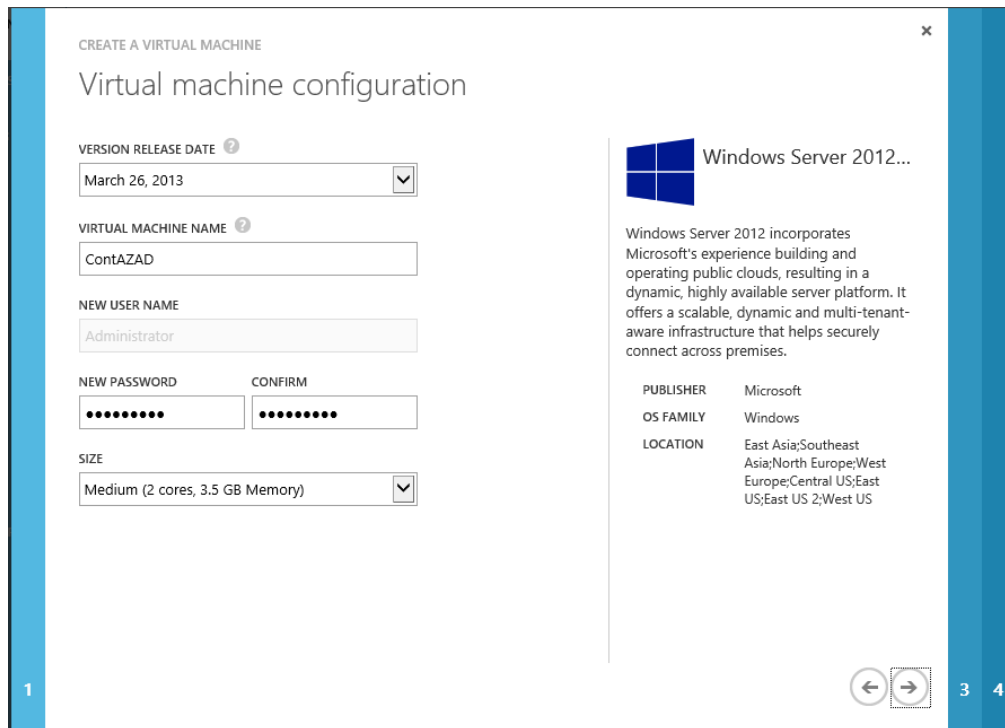 ×
CREATE A VIRTUAL MACHINE
Virtual machine configuration
VERSION RELEASE DATE ?
March 26, 2013
VIRTUAL MACHINE NAME ?
ContAZAD
NEW USER NAME
Administrator
NEW PASSWORD CONFIRM
●●●●●●●●● ●●●●●●●●●
SIZE
Medium (2 cores, 3.5 GB Memory)
Windows Server 2012...
Windows Server 2012 incorporates
Microsoft's experience building and
operating public clouds, resulting in a
dynamic, highly available server platform. It
offers a scalable, dynamic and multi-tenant-
aware infrastructure that helps securely
connect across premises.
PUBLISHER Microsoft
OS FAMILY Windows
LOCATION East Asia;Southeast
Asia;North Europe;West
Europe;Central US;East
US;East US 2;West US
1
3 4